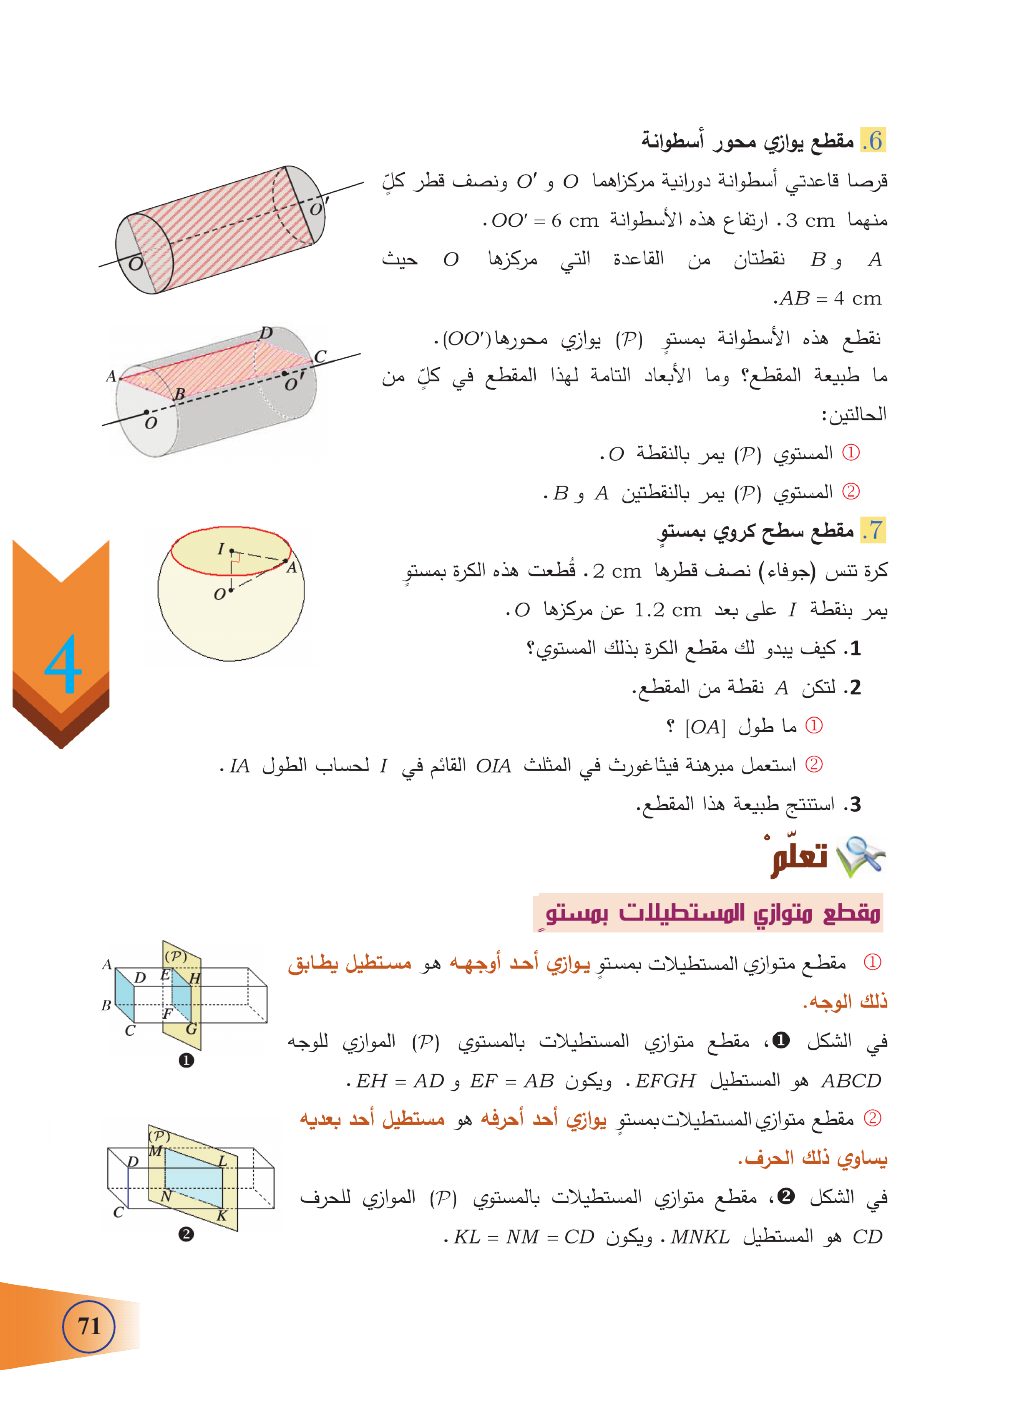 6. مقطع يوازي محور أسطوانة
قرصا قاعدتي أسطوانة دورانية مركزاهما O و O′ ونصف قطر كلّ
منهما 3 cm. ارتفاع هذه الأسطوانة OO′ = 6 cm.
A و B نقطتان من القاعدة التي مركزها O حيث
AB = 4 cm.
نقطع هذه الأسطوانة بمستوٍ (P) يوازي محورها (OO′).
ما طبيعة المقطع؟ وما الأبعاد التامة لهذا المقطع في كلّ من
الحالتين:
① المستوي (P) يمر بالنقطة O.
② المستوي (P) يمر بالنقطتين A و B.
O
O′
A
B
D
C
O
O′
7. مقطع سطح كروي بمستوٍ
كرة تنس (جوفاء) نصف قطرها 2 cm. قُطعت هذه الكرة بمستوٍ
يمر بنقطة I على بعد 1.2 cm عن مركزها O.
1. كيف يبدو لك مقطع الكرة بذلك المستوي؟
2. لتكن A نقطة من المقطع.
① ما طول [OA] ؟
② استعمل مبرهنة فيثاغورث في المثلث OIA القائم في I لحساب الطول IA.
3. استنتج طبيعة هذا المقطع.
I
A
O
4
تعلّمْ
مقطع متوازي المستطيلات بمستوٍ
① مقطع متوازي المستطيلات بمستوٍ يوازي أحد أوجهه هو مستطيل يطابق
ذلك الوجه.
في الشكل ❶، مقطع متوازي المستطيلات بالمستوي (P) الموازي للوجه
ABCD هو المستطيل EFGH. ويكون EF = AB و EH = AD.
(P)
A
D
E
H
B
C
F
G
❶
② مقطع متوازي المستطيلات بمستوٍ يوازي أحد أحرفه هو مستطيل أحد بعديه
يساوي ذلك الحرف.
في الشكل ❷، مقطع متوازي المستطيلات بالمستوي (P) الموازي للحرف
CD هو المستطيل MNKL. ويكون KL = NM = CD.
(P)
M
D
L
N
C
K
❷
71